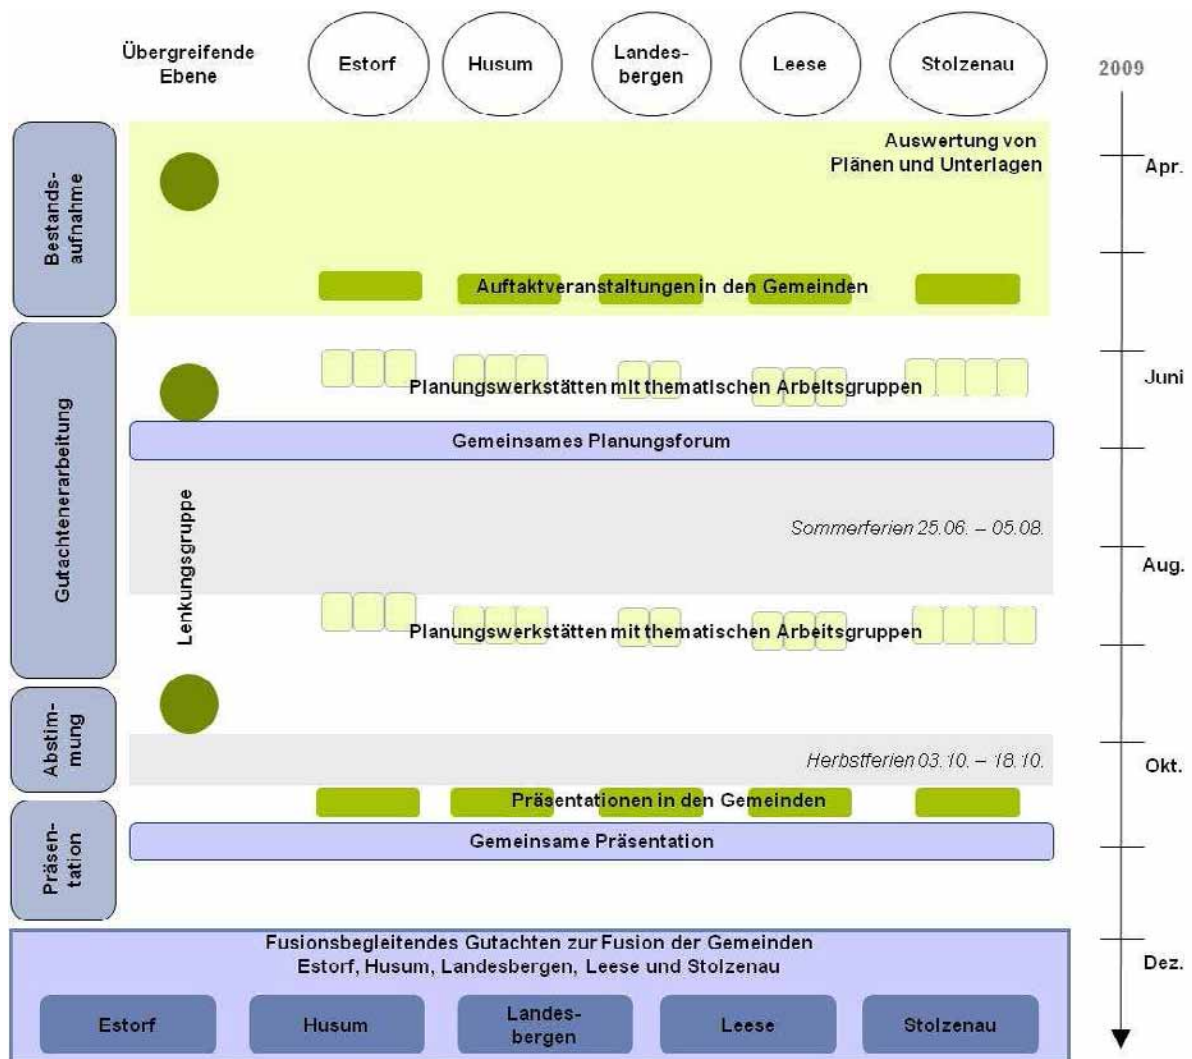 Übergreifende
Ebene
Estorf
Husum
Landes-
bergen
Leese
Stolzenau
2009
Bestands-
aufnahme
Auswertung von
Plänen und Unterlagen
Apr.
Auftaktveranstaltungen in den Gemeinden
Gutachtenerarbeitung
Planungswerkstätten mit thematischen Arbeitsgruppen
Juni
Gemeinsames Planungsforum
Lenkungsgruppe
Sommerferien 25.06. – 05.08.
Aug.
Planungswerkstätten mit thematischen Arbeitsgruppen
Abstim-
mung
Herbstferien 03.10. – 18.10.
Okt.
Präsentationen in den Gemeinden
Präsen-
tation
Gemeinsame Präsentation
Fusionsbegleitendes Gutachten zur Fusion der Gemeinden
Estorf, Husum, Landesbergen, Leese und Stolzenau
Dez.
Estorf
Husum
Landes-
bergen
Leese
Stolzenau